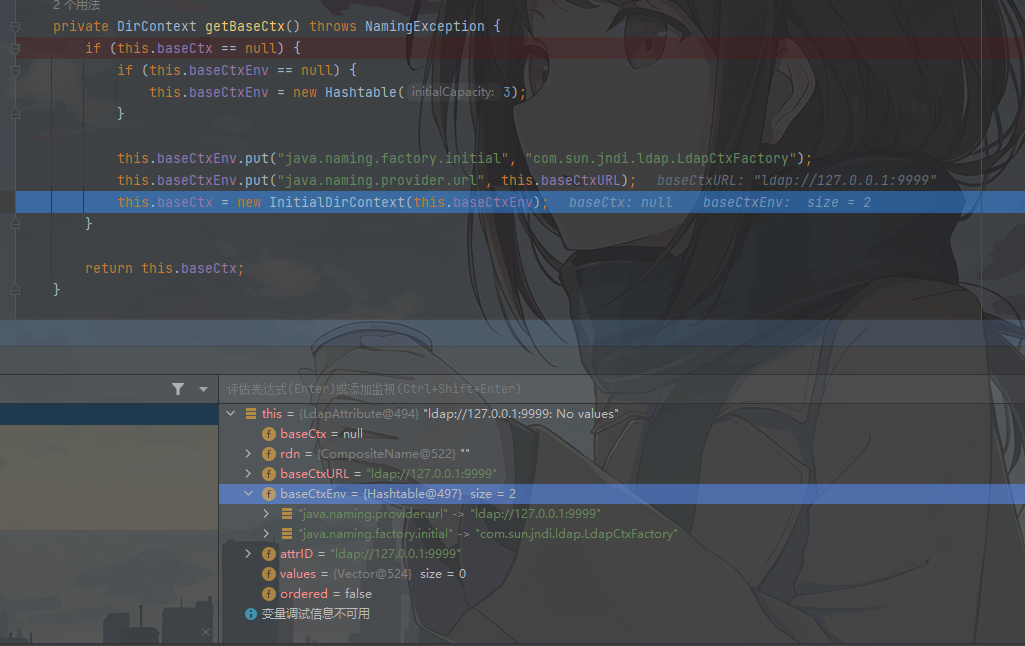 2 个用法
private DirContext getBaseCtx() throws NamingException {
if (this.baseCtx == null) {
if (this.baseCtxEnv == null) {
this.baseCtxEnv = new Hashtable( initialCapacity: 3);
}
this.baseCtxEnv.put("java.naming.factory.initial", "com.sun.jndi.ldap.LdapCtxFactory");
this.baseCtxEnv.put("java.naming.provider.url", this.baseCtxURL); baseCtxURL: "ldap://127.0.0.1:9999"
this.baseCtx = new InitialDirContext(this.baseCtxEnv); baseCtx: null baseCtxEnv: size = 2
}
return this.baseCtx;
}
评估表达式(Enter)或添加监视(Ctrl+Shift+Enter)
this = {LdapAttribute@494} "ldap://127.0.0.1:9999: No values"
baseCtx = null
rdn = {CompositeName@522} ""
baseCtxURL = "ldap://127.0.0.1:9999"
baseCtxEnv = {Hashtable@497} size = 2
"java.naming.provider.url" -> "ldap://127.0.0.1:9999"
"java.naming.factory.initial" -> "com.sun.jndi.ldap.LdapCtxFactory"
attrID = "ldap://127.0.0.1:9999"
values = {Vector@524} size = 0
ordered = false
变量调试信息不可用